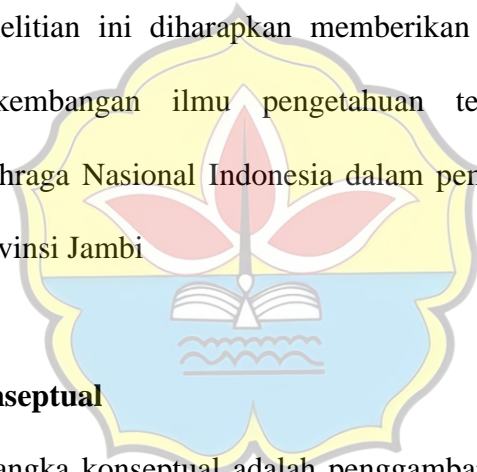 elitian ini diharapkan memberikan
kembangan ilmu pengetahuan te
hraga Nasional Indonesia dalam pen
vinsi Jambi
nseptual
angka konseptual adalah penggambar